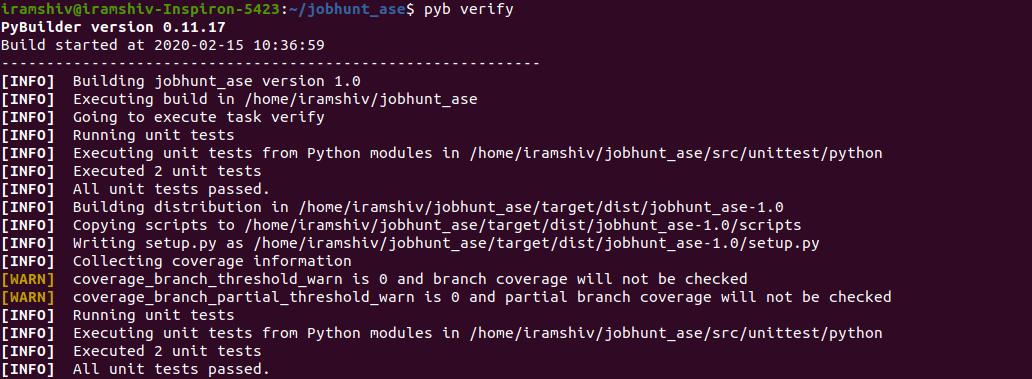 iramshiv@iramshiv-Inspiron-5423:~/jobhunt_ase$ pyb verify
PyBuilder version 0.11.17
Build started at 2020-02-15 10:36:59
------------------------------------------------------------
[INFO]  Building jobhunt_ase version 1.0
[INFO]  Executing build in /home/iramshiv/jobhunt_ase
[INFO]  Going to execute task verify
[INFO]  Running unit tests
[INFO]  Executing unit tests from Python modules in /home/iramshiv/jobhunt_ase/src/unittest/python
[INFO]  Executed 2 unit tests
[INFO]  All unit tests passed.
[INFO]  Building distribution in /home/iramshiv/jobhunt_ase/target/dist/jobhunt_ase-1.0
[INFO]  Copying scripts to /home/iramshiv/jobhunt_ase/target/dist/jobhunt_ase-1.0/scripts
[INFO]  Writing setup.py as /home/iramshiv/jobhunt_ase/target/dist/jobhunt_ase-1.0/setup.py
[INFO]  Collecting coverage information
[WARN]  coverage_branch_threshold_warn is 0 and branch coverage will not be checked
[WARN]  coverage_branch_partial_threshold_warn is 0 and partial branch coverage will not be checked
[INFO]  Running unit tests
[INFO]  Executing unit tests from Python modules in /home/iramshiv/jobhunt_ase/src/unittest/python
[INFO]  Executed 2 unit tests
[INFO]  All unit tests passed.